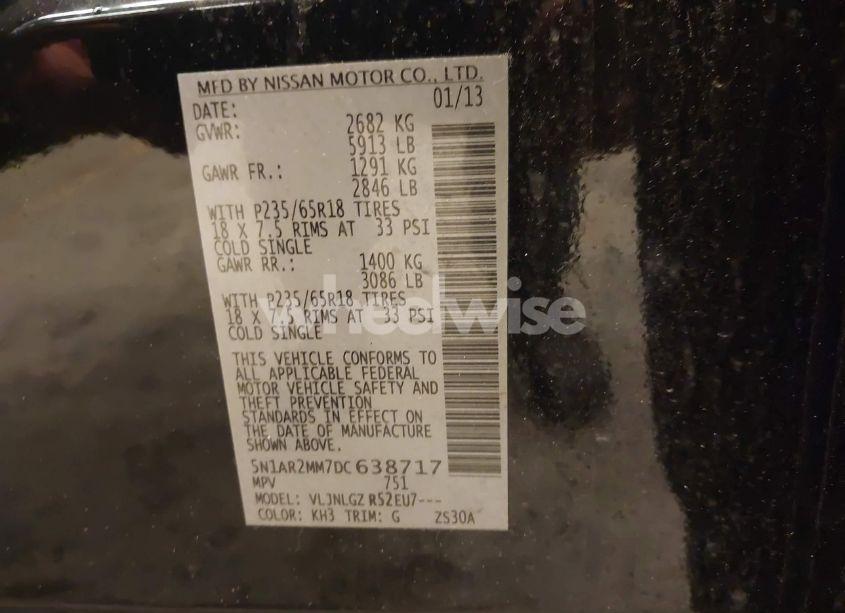 MFD BY NISSAN MOTOR CO., LTD.
DATE: 01/13
GVWR: 2682 KG
5913 LB
GAWR FR.: 1291 KG
2846 LB
WITH P235/65R18 TIRES
18 X 7.5 RIMS AT 33 PSI
COLD SINGLE
GAWR RR.: 1400 KG
3086 LB
WITH P235/65R18 TIRES
18 X 7.5 RIMS AT 33 PSI
COLD SINGLE
wheelwise
THIS VEHICLE CONFORMS TO
ALL APPLICABLE FEDERAL
MOTOR VEHICLE SAFETY AND
THEFT PREVENTION
STANDARDS IN EFFECT ON
THE DATE OF MANUFACTURE
SHOWN ABOVE.
5N1AR2MM7DC638717
MPV 751
MODEL: VLJNLGZ R52EU7---
COLOR: KH3 TRIM: G ZS30A